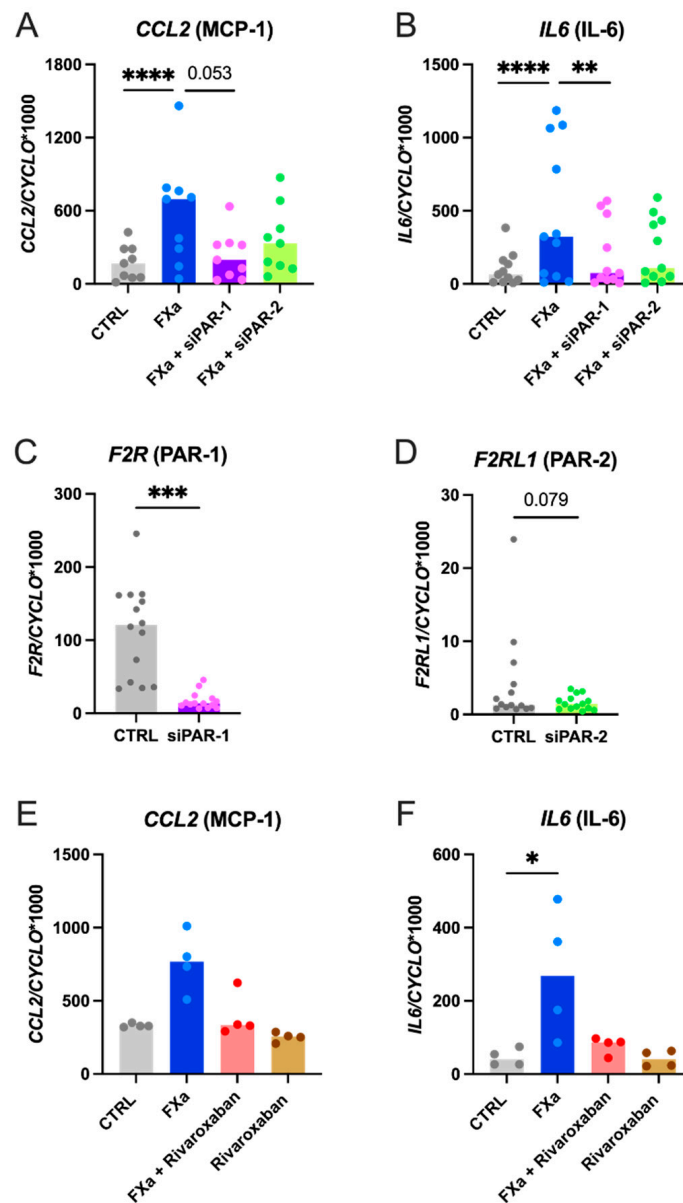 A
CCL2 (MCP-1)
CCL2/CYCLO*1000
1800
1200
600
0
**** 0.053
CTRL
FXa
FXa + siPAR-1
FXa + siPAR-2
B
IL6 (IL-6)
IL6/CYCLO*1000
1500
1000
500
0
**** **
CTRL
FXa
FXa + siPAR-1
FXa + siPAR-2
C
F2R (PAR-1)
F2R/CYCLO*1000
300
200
100
0
***
CTRL siPAR-1
D
F2RL1 (PAR-2)
F2RL1/CYCLO*1000
30
20
10
0
0.079
CTRL siPAR-2
E
CCL2 (MCP-1)
CCL2/CYCLO*1000
1500
1000
500
0
CTRL
FXa
FXa + Rivaroxaban
Rivaroxaban
F
IL6 (IL-6)
IL6/CYCLO*1000
600
400
200
0
*
CTRL
FXa
FXa + Rivaroxaban
Rivaroxaban